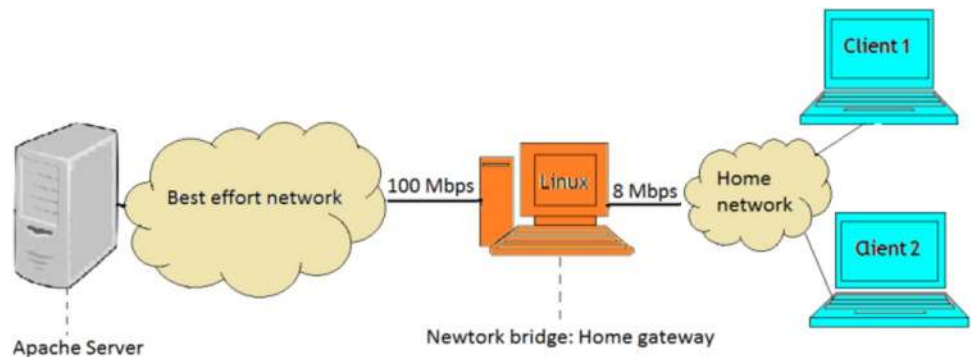 Client 1
Best effort network
100 Mbps
Linux
8 Mbps
Home
network
Client 2
Newtork bridge: Home gateway
Apache Server